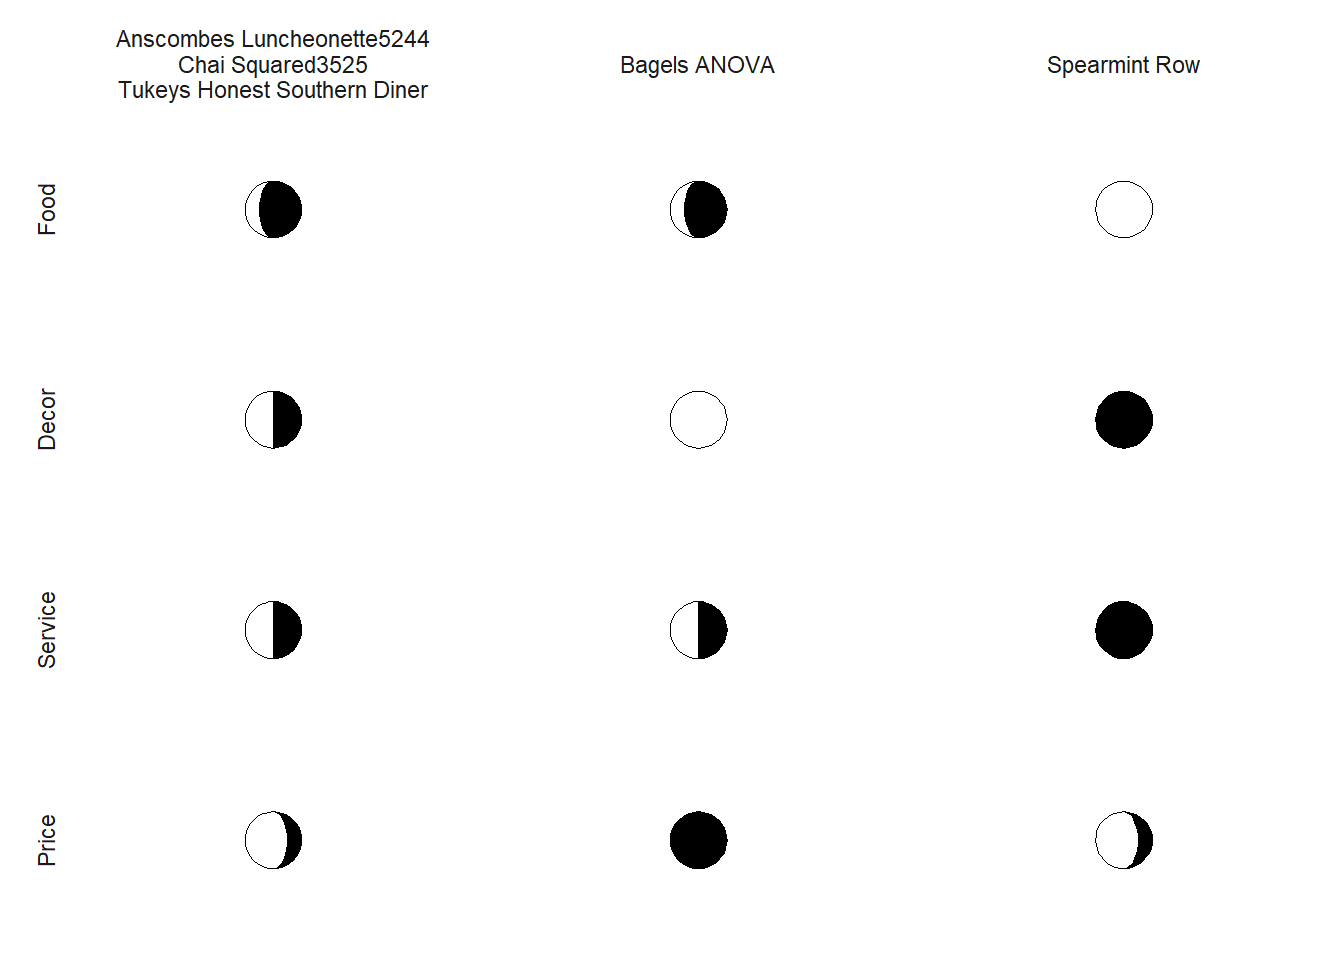 Anscombes Luncheonette5244
Chai Squared3525
Tukeys Honest Southern Diner
Bagels ANOVA
Spearmint Row
Food
Decor
Service
Price